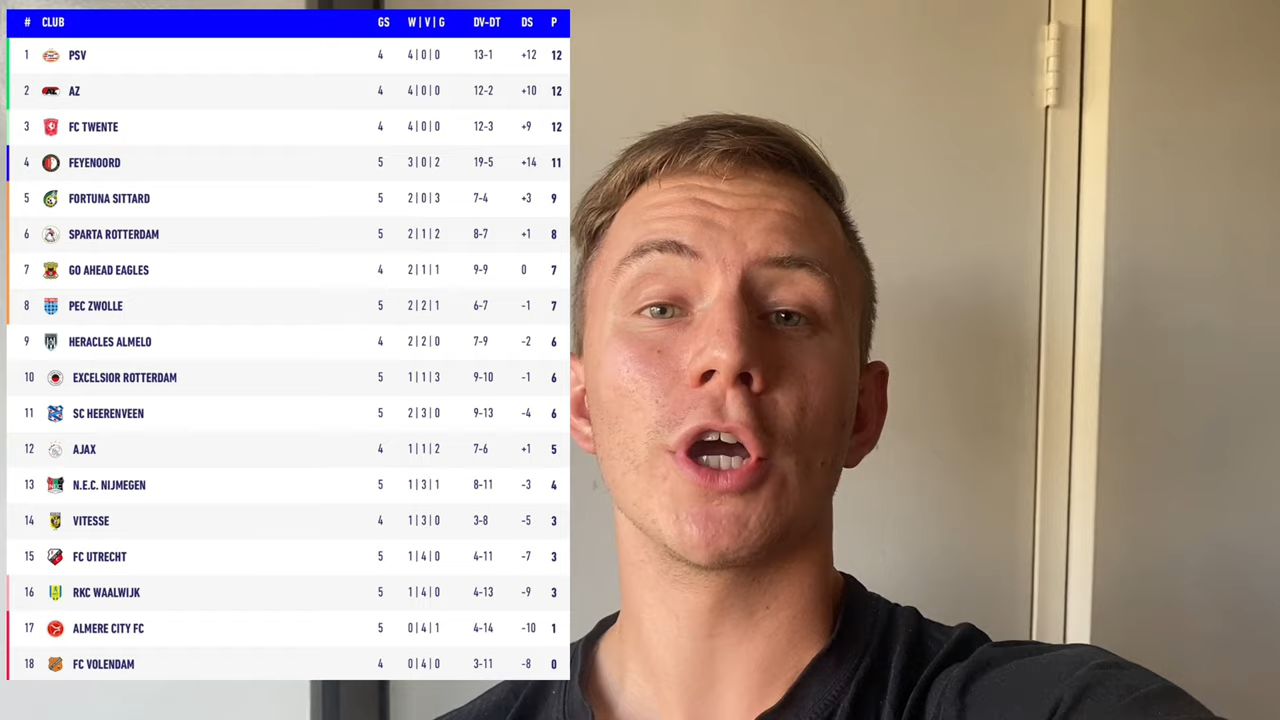 # CLUB GS W | V | G DV-DT DS P
1 PSV 4 4 | 0 | 0 13-1 +12 12
2 AZ 4 4 | 0 | 0 12-2 +10 12
3 FC TWENTE 4 4 | 0 | 0 12-3 +9 12
4 FEYENOORD 5 3 | 0 | 2 19-5 +14 11
5 FORTUNA SITTARD 5 2 | 0 | 3 7-4 +3 9
6 SPARTA ROTTERDAM 5 2 | 1 | 2 8-7 +1 8
7 GO AHEAD EAGLES 4 2 | 1 | 1 9-9 0 7
8 PEC ZWOLLE 5 2 | 2 | 1 6-7 -1 7
9 HERACLES ALMELO 4 2 | 2 | 0 7-9 -2 6
10 EXCELSIOR ROTTERDAM 5 1 | 1 | 3 9-10 -1 6
11 SC HEERENVEEN 5 2 | 3 | 0 9-13 -4 6
12 AJAX 4 1 | 1 | 2 7-6 +1 5
13 N.E.C. NIJMEGEN 5 1 | 3 | 1 8-11 -3 4
14 VITESSE 4 1 | 3 | 0 3-8 -5 3
15 FC UTRECHT 5 1 | 4 | 0 4-11 -7 3
16 RKC WAALWIJK 5 1 | 4 | 0 4-13 -9 3
17 ALMERE CITY FC 5 0 | 4 | 1 4-14 -10 1
18 FC VOLENDAM 4 0 | 4 | 0 3-11 -8 0